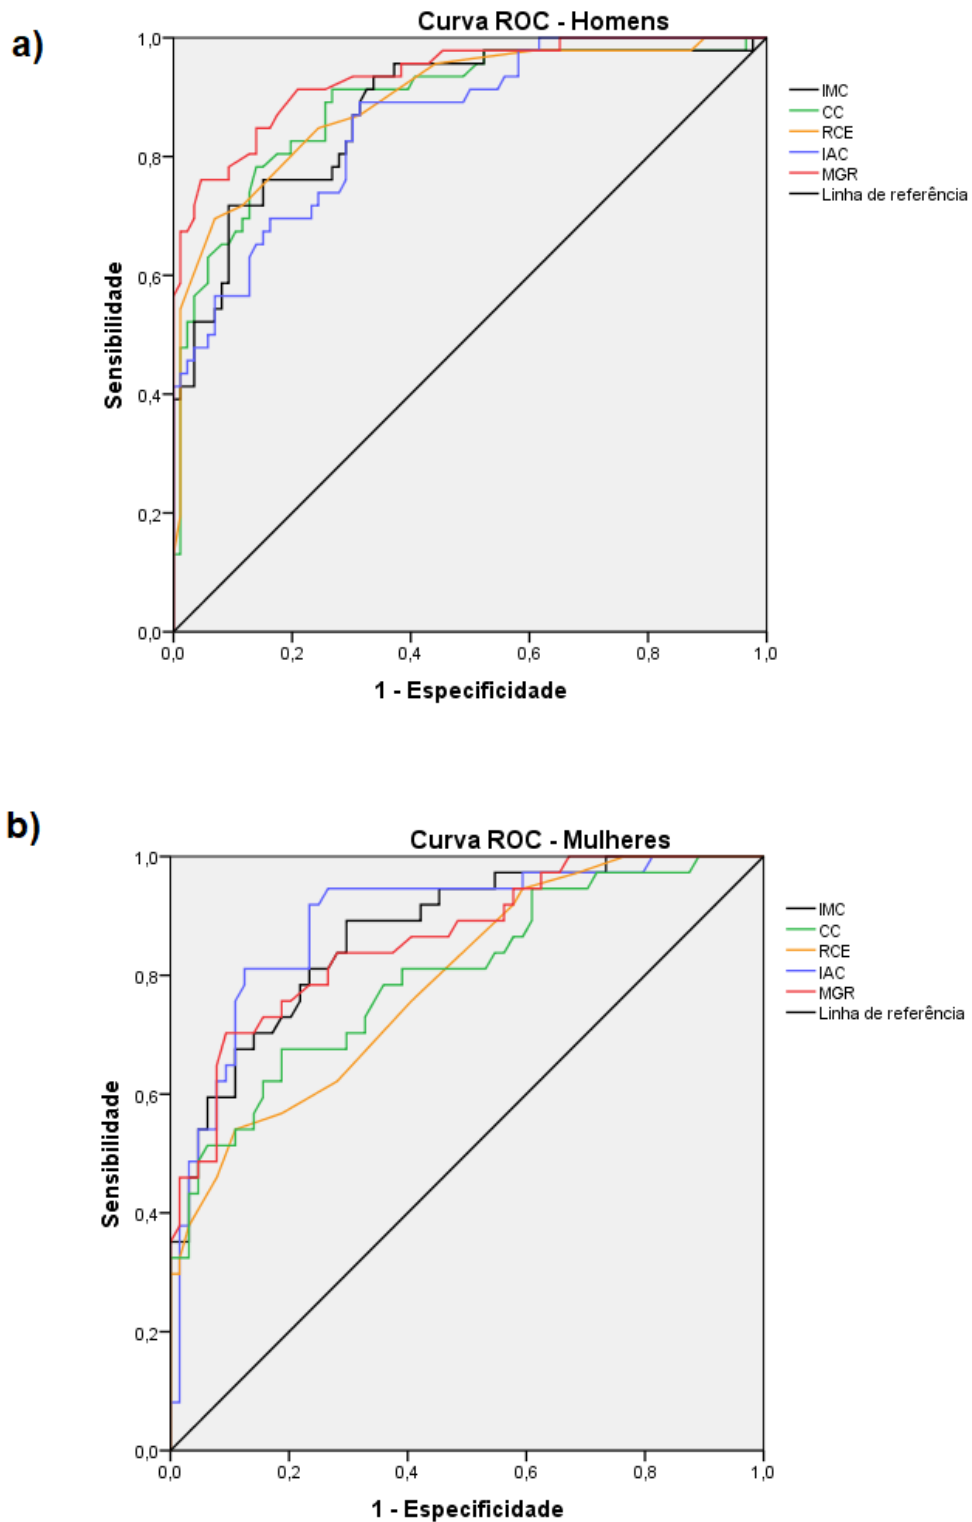 a)
Curva ROC - Homens
1,0
0,8
0,6
0,4
0,2
0,0
Sensibilidade
0,0 0,2 0,4 0,6 0,8 1,0
1 - Especificidade
IMC
CC
RCE
IAC
MGR
Linha de referência
b)
Curva ROC - Mulheres
1,0
0,8
0,6
0,4
0,2
0,0
Sensibilidade
0,0 0,2 0,4 0,6 0,8 1,0
1 - Especificidade
IMC
CC
RCE
IAC
MGR
Linha de referência